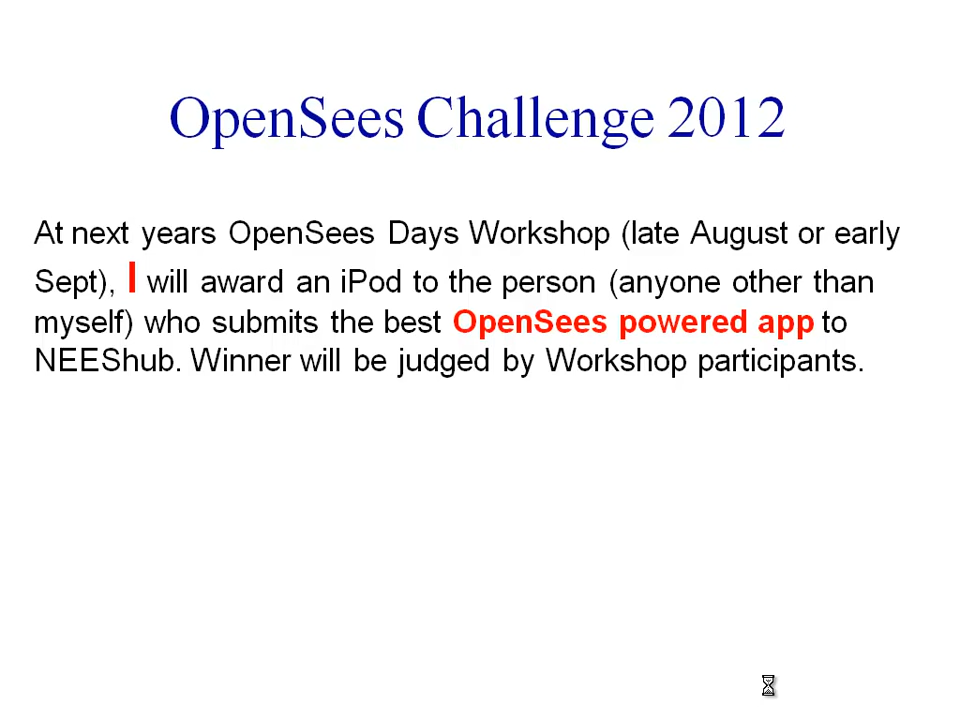 OpenSees Challenge 2012
At next years OpenSees Days Workshop (late August or early
Sept), I will award an iPod to the person (anyone other than
myself) who submits the best OpenSees powered app to
NEEShub. Winner will be judged by Workshop participants.